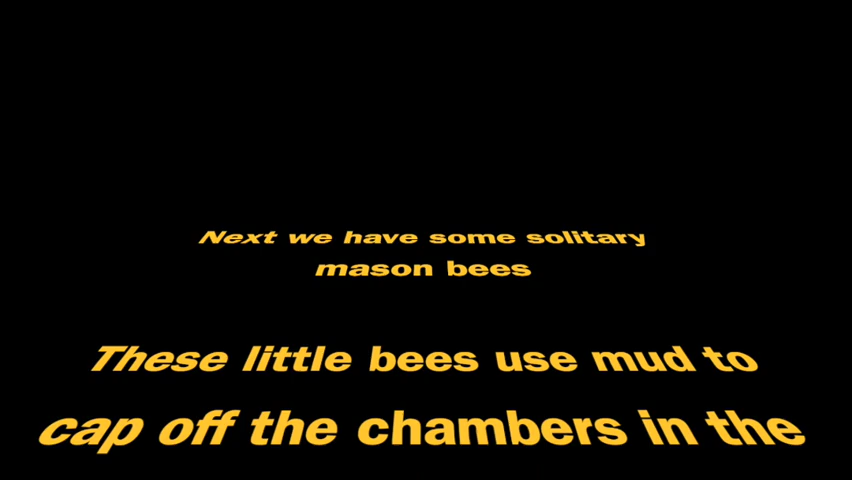 Next we have some solitary
mason bees
These little bees use mud to
cap off the chambers in the